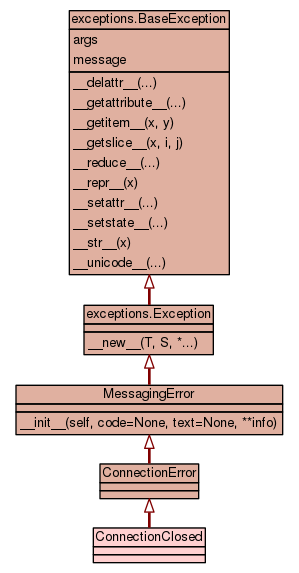 exceptions.BaseException
args
message
__delattr__(...)
__getattribute__(...)
__getitem__(x, y)
__getslice__(x, i, j)
__reduce__(...)
__repr__(x)
__setattr__(...)
__setstate__(...)
__str__(x)
__unicode__(...)
exceptions.Exception
__new__(T, S, *...)
MessagingError
__init__(self, code=None, text=None, **info)
ConnectionError
ConnectionClosed